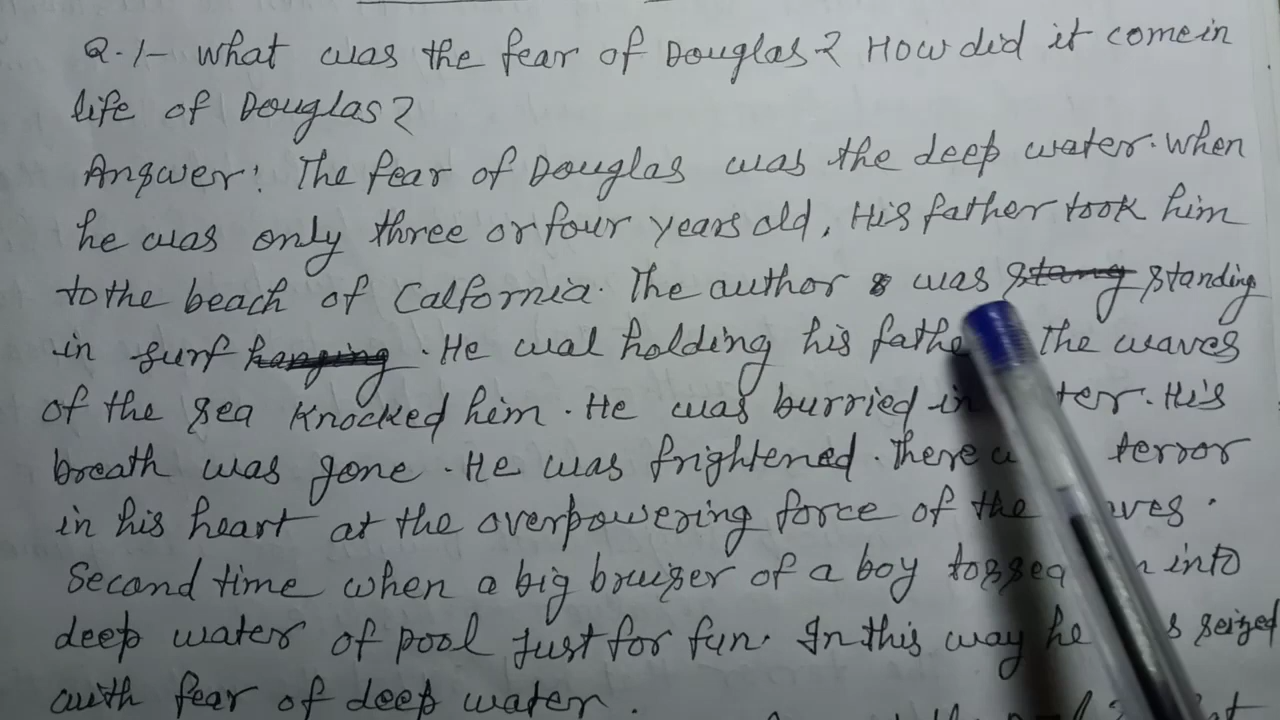 Q.1- What was the fear of Douglas? How did it come in
life of Douglas?
Answer: The fear of Douglas was the deep water. When
he was only three or four years old, His father took him
to the beach of Calfornia. The author was standing
in surf. He wal holding his fathe The waves
of the sea knocked him. He was burried in ter. His
breath was gone. He was frightened. There terror
in his heart at the overpowering force of the ves.
Second time when a big bruiser of a boy tossed into
deep water of pool Just for fun. In this way he s seized
with fear of deep water.